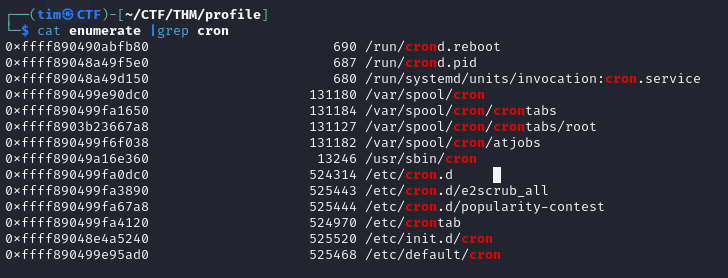 ┌──(tim㉿CTF)-[~/CTF/THM/profile]
└─$ cat enumerate |grep cron
0×ffff890490abfb80 690 /run/crond.reboot
0×ffff89048a49f5e0 687 /run/crond.pid
0×ffff89048a49d150 680 /run/systemd/units/invocation:cron.service
0×ffff890499e90dc0 131180 /var/spool/cron
0×ffff890499fa1650 131184 /var/spool/cron/crontabs
0×ffff8903b23667a8 131127 /var/spool/cron/crontabs/root
0×ffff890499f6f038 131182 /var/spool/cron/atjobs
0×ffff89049a16e360 13246 /usr/sbin/cron
0×ffff890499fa0dc0 524314 /etc/cron.d
0×ffff890499fa3890 525443 /etc/cron.d/e2scrub_all
0×ffff890499fa67a8 525444 /etc/cron.d/popularity-contest
0×ffff890499fa4120 524970 /etc/crontab
0×ffff89048e4a5240 525520 /etc/init.d/cron
0×ffff890499e95ad0 525468 /etc/default/cron